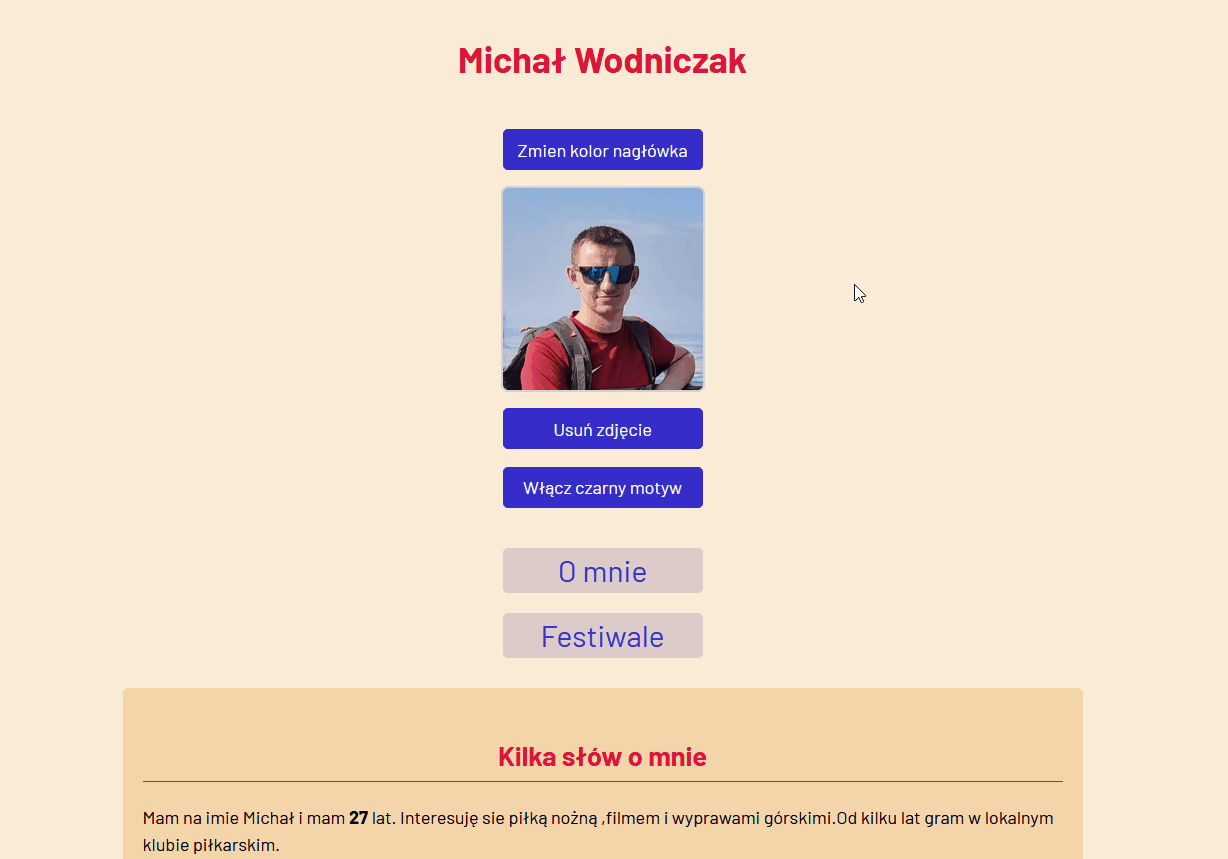 Michał Wodniczak
Zmien kolor nagłówka
Usuń zdjęcie
Włącz czarny motyw
O mnie
Festiwale
Kilka słów o mnie
Mam na imie Michał i mam 27 lat. Interesuję sie piłką nożną ,filmem i wyprawami górskimi.Od kilku lat gram w lokalnym
klubie piłkarskim.